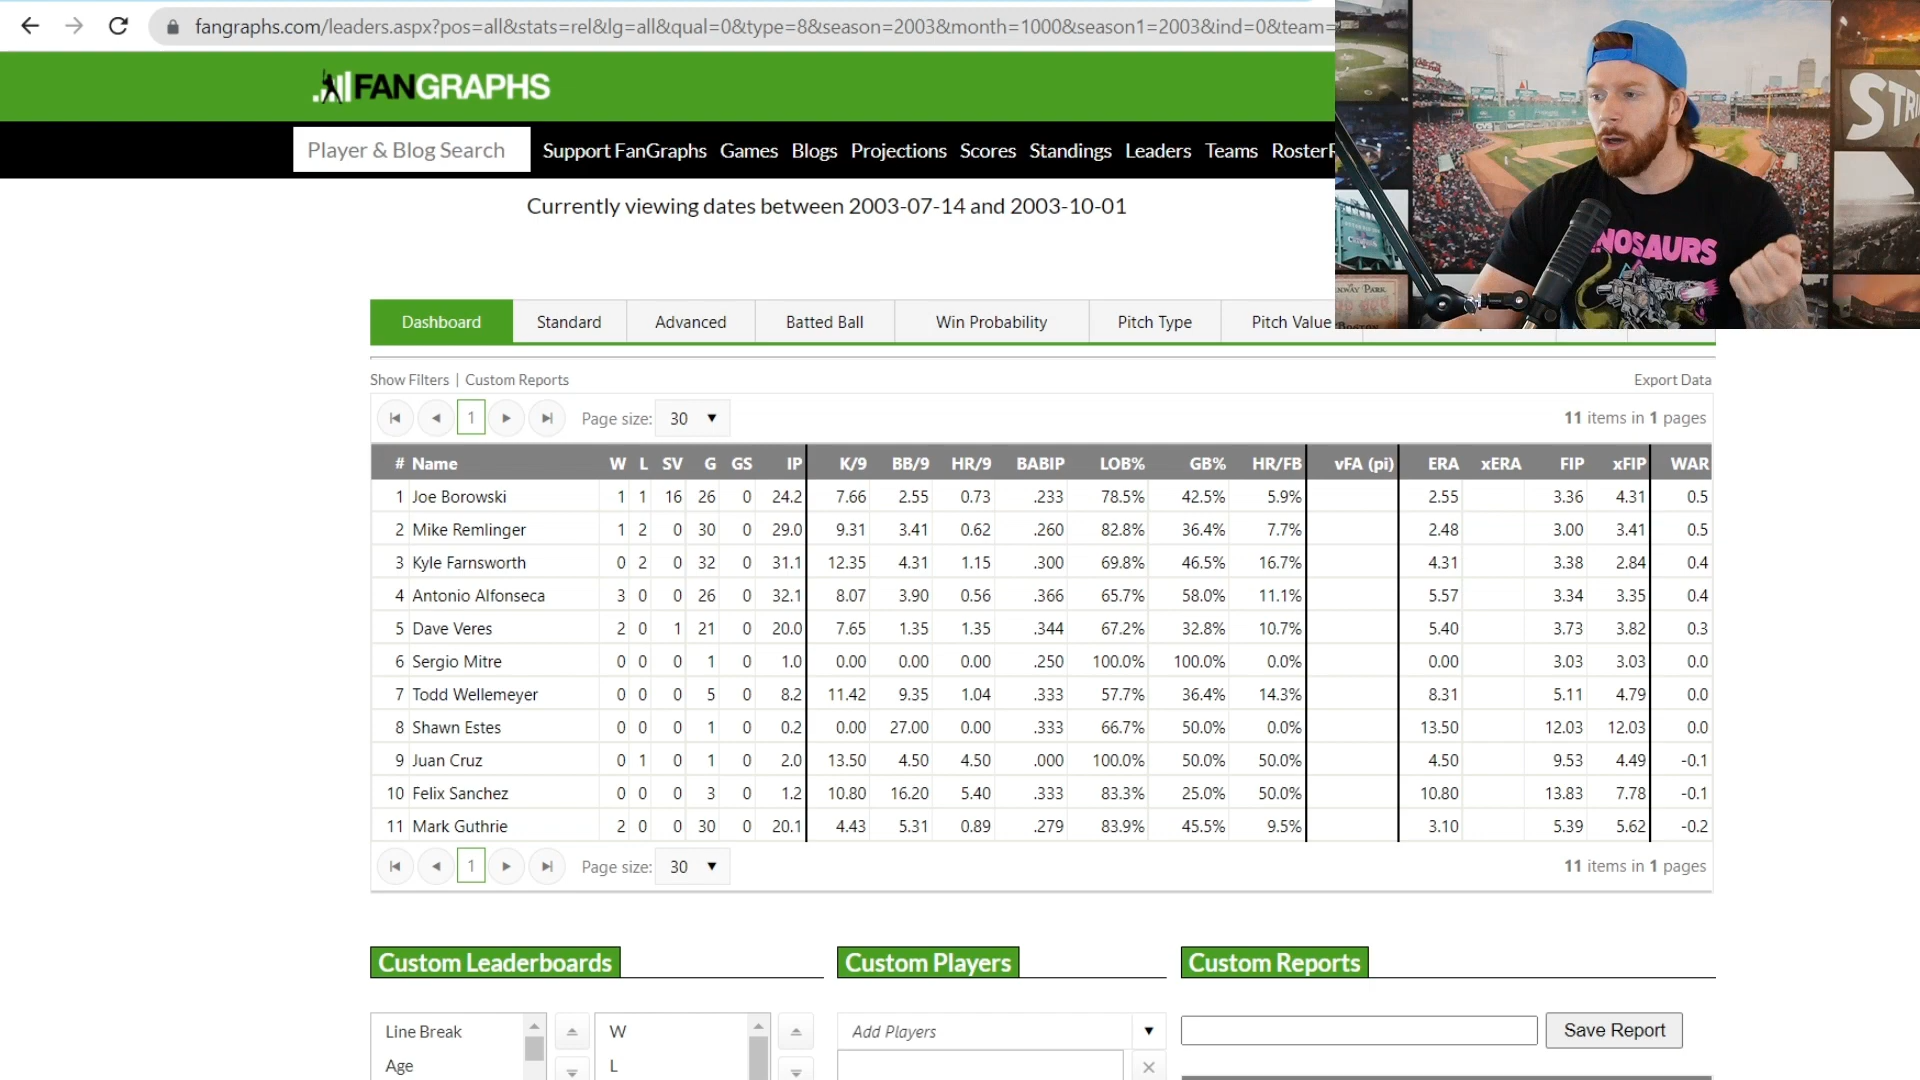 fangraphs.com/leaders.aspx?pos=all&stats=rel&lg=all&qual=0&type=8&season=2003&month=1000&season1=2003&ind=0&team=
FANGRAPHS
Player & Blog Search Support FanGraphs Games Blogs Projections Scores Standings Leaders Teams
Currently viewing dates between 2003-07-14 and 2003-10-01
Dashboard Standard Advanced Batted Ball Win Probability Pitch Type Pitch Value
Show Filters | Custom Reports Export Data
1 Page size: 30 11 items in 1 pages
# Name W L SV G GS IP K/9 BB/9 HR/9 BABIP LOB% GB% HR/FB vFA (pi) ERA xERA FIP xFIP WAR
1 Joe Borowski 1 1 16 26 0 24.2 7.66 2.55 0.73 .233 78.5% 42.5% 5.9% 2.55 3.36 4.31 0.5
2 Mike Remlinger 1 2 0 30 0 29.0 9.31 3.41 0.62 .260 82.8% 36.4% 7.7% 2.48 3.00 3.41 0.5
3 Kyle Farnsworth 0 2 0 32 0 31.1 12.35 4.31 1.15 .300 69.8% 46.5% 16.7% 4.31 3.38 2.84 0.4
4 Antonio Alfonseca 3 0 0 26 0 32.1 8.07 3.90 0.56 .366 65.7% 58.0% 11.1% 5.57 3.34 3.35 0.4
5 Dave Veres 2 0 1 21 0 20.0 7.65 1.35 1.35 .344 67.2% 32.8% 10.7% 5.40 3.73 3.82 0.3
6 Sergio Mitre 0 0 0 1 0 1.0 0.00 0.00 0.00 .250 100.0% 100.0% 0.0% 0.00 3.03 3.03 0.0
7 Todd Wellemeyer 0 0 0 5 0 8.2 11.42 9.35 1.04 .333 57.7% 36.4% 14.3% 8.31 5.11 4.79 0.0
8 Shawn Estes 0 0 0 1 0 0.2 0.00 27.00 0.00 .333 66.7% 50.0% 0.0% 13.50 12.03 12.03 0.0
9 Juan Cruz 0 1 0 1 0 2.0 13.50 4.50 4.50 .000 100.0% 50.0% 50.0% 4.50 9.53 4.49 -0.1
10 Felix Sanchez 0 0 0 3 0 1.2 10.80 16.20 5.40 .333 83.3% 25.0% 50.0% 10.80 13.83 7.78 -0.1
11 Mark Guthrie 2 0 0 30 0 20.1 4.43 5.31 0.89 .279 83.9% 45.5% 9.5% 3.10 5.39 5.62 -0.2
1 Page size: 30 11 items in 1 pages
Custom Leaderboards Custom Players Custom Reports
Line Break W Add Players Save Report
Age L